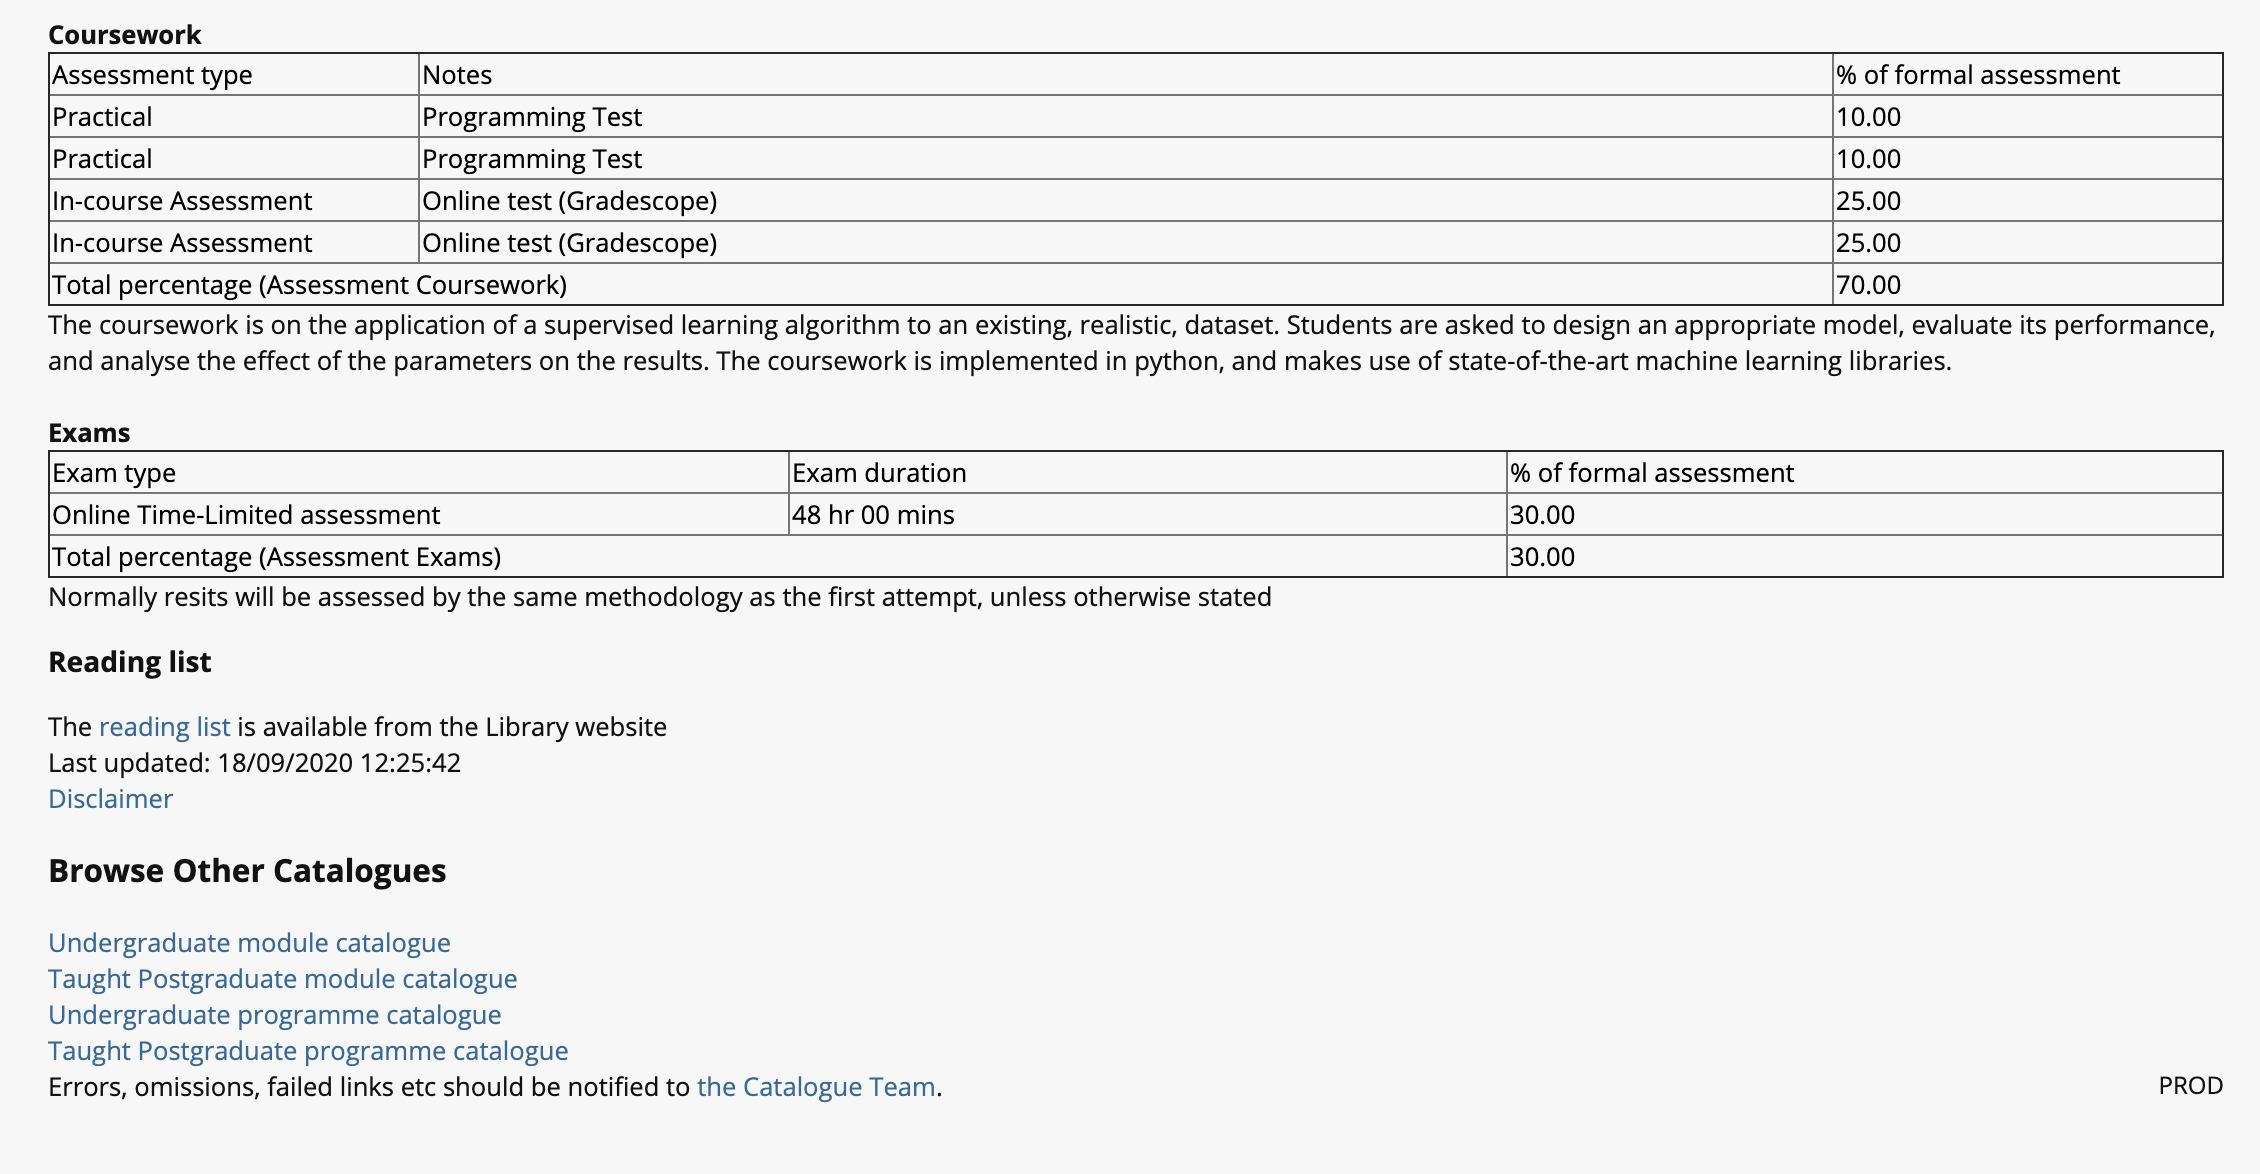 Coursework
Assessment type Notes % of formal assessment
Practical Programming Test 10.00
Practical Programming Test 10.00
In-course Assessment Online test (Gradescope) 25.00
In-course Assessment Online test (Gradescope) 25.00
Total percentage (Assessment Coursework) 70.00
The coursework is on the application of a supervised learning algorithm to an existing, realistic, dataset. Students are asked to design an appropriate model, evaluate its performance,
and analyse the effect of the parameters on the results. The coursework is implemented in python, and makes use of state-of-the-art machine learning libraries.
Exams
Exam type Exam duration % of formal assessment
Online Time-Limited assessment 48 hr 00 mins 30.00
Total percentage (Assessment Exams) 30.00
Normally resits will be assessed by the same methodology as the first attempt, unless otherwise stated
Reading list
The reading list is available from the Library website
Last updated: 18/09/2020 12:25:42
Disclaimer
Browse Other Catalogues
Undergraduate module catalogue
Taught Postgraduate module catalogue
Undergraduate programme catalogue
Taught Postgraduate programme catalogue
Errors, omissions, failed links etc should be notified to the Catalogue Team. PROD